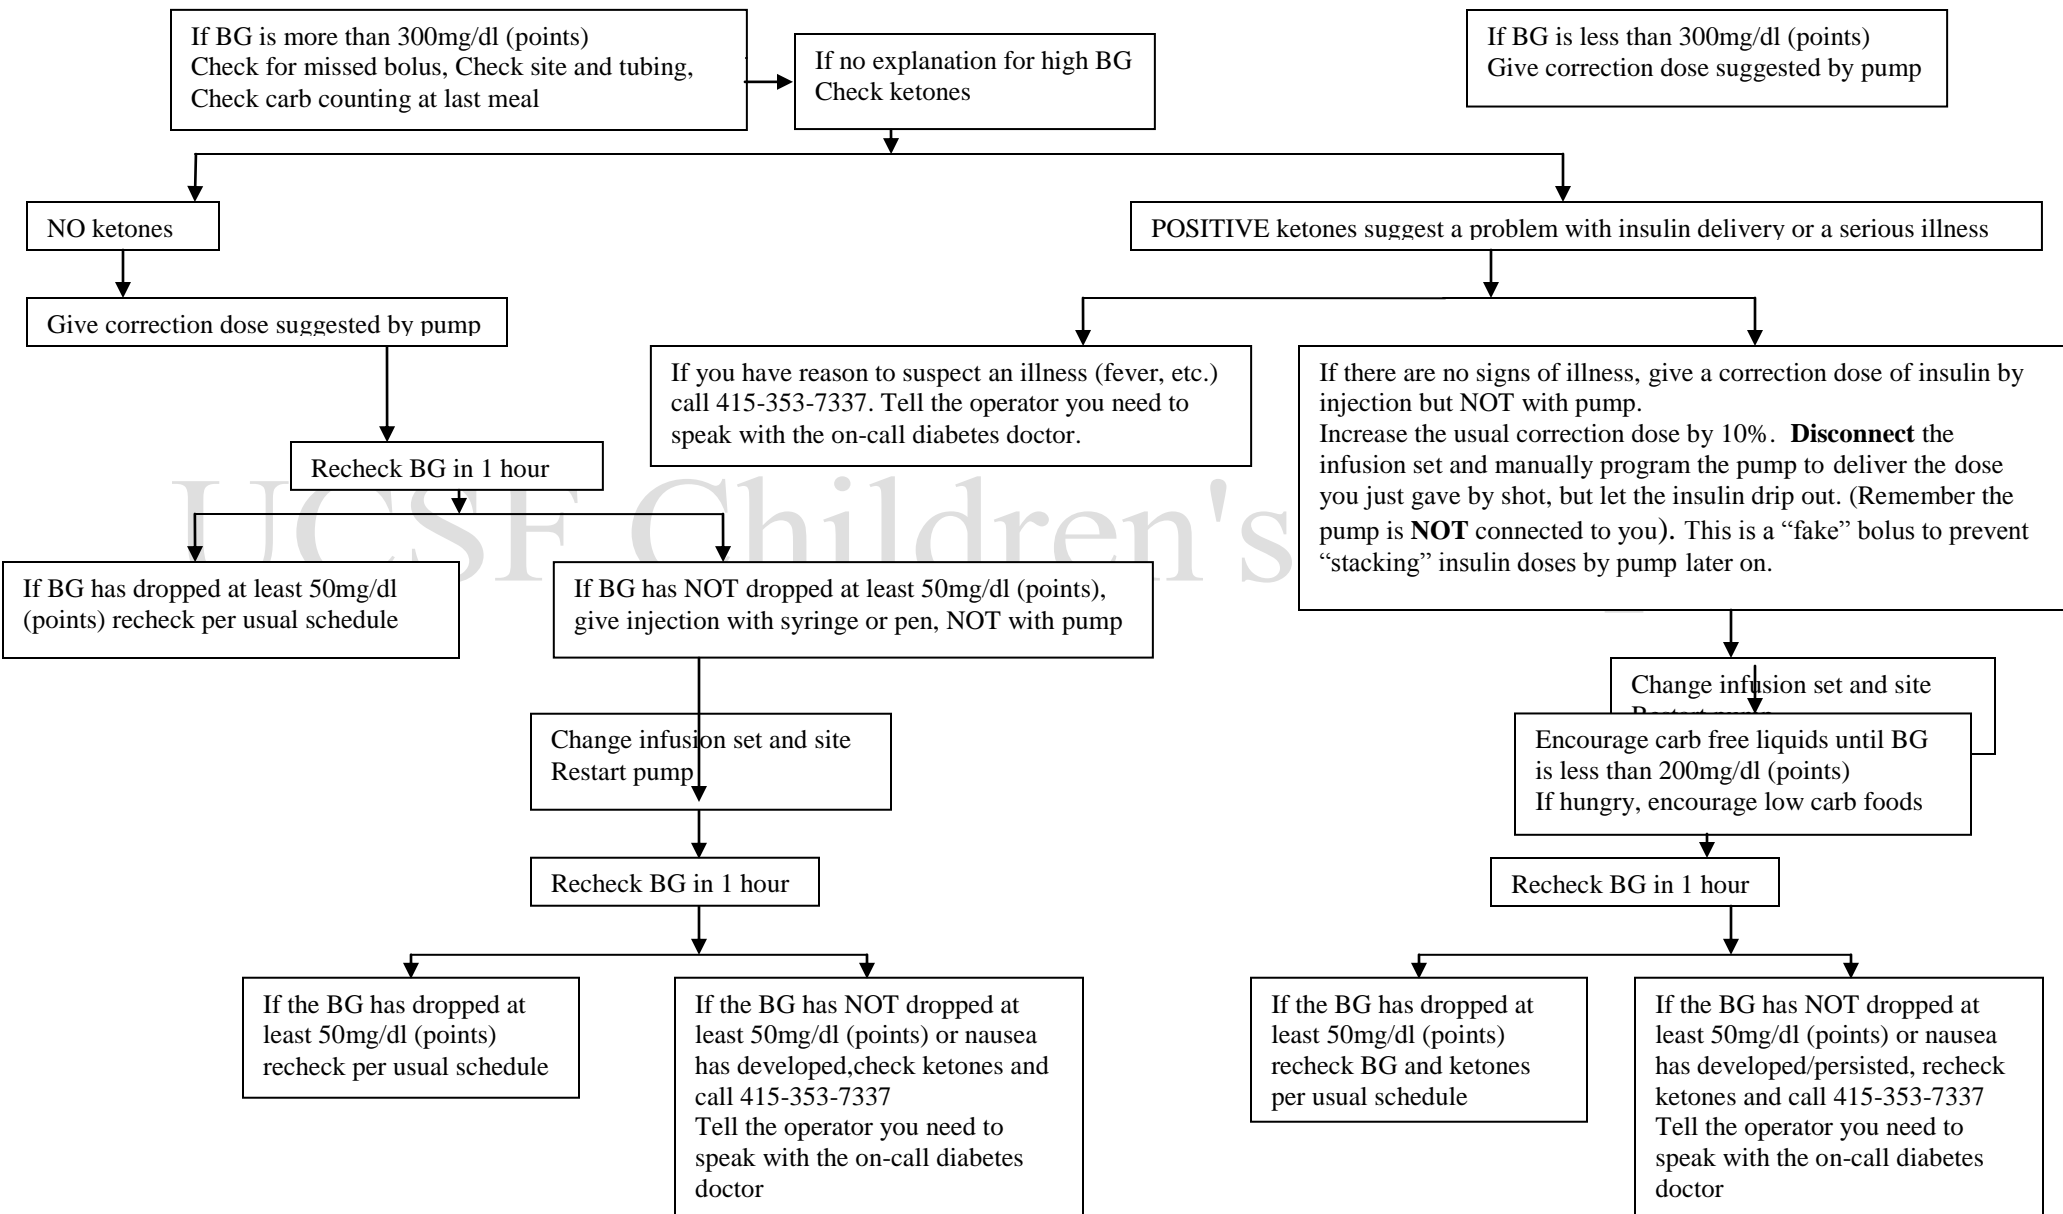 If BG is more than 300mg/dl (points)
Check for missed bolus, Check site and tubing,
Check carb counting at last meal
If no explanation for high BG
Check ketones
If BG is less than 300mg/dl (points)
Give correction dose suggested by pump
NO ketones
POSITIVE ketones suggest a problem with insulin delivery or a serious illness
Give correction dose suggested by pump
If you have reason to suspect an illness (fever, etc.)
call 415-353-7337. Tell the operator you need to
speak with the on-call diabetes doctor.
If there are no signs of illness, give a correction dose of insulin by
injection but NOT with pump.
Increase the usual correction dose by 10%.  Disconnect the
infusion set and manually program the pump to deliver the dose
you just gave by shot, but let the insulin drip out. (Remember the
pump is NOT connected to you). This is a “fake” bolus to prevent
“stacking” insulin doses by pump later on.
Recheck BG in 1 hour
UCSF Children's
If BG has dropped at least 50mg/dl
(points) recheck per usual schedule
If BG has NOT dropped at least 50mg/dl (points),
give injection with syringe or pen, NOT with pump
Change infusion set and site
Restart pump
Change infusion set and site
Restart pump
Encourage carb free liquids until BG
is less than 200mg/dl (points)
If hungry, encourage low carb foods
Recheck BG in 1 hour
Recheck BG in 1 hour
If the BG has dropped at
least 50mg/dl (points)
recheck per usual schedule
If the BG has NOT dropped at
least 50mg/dl (points) or nausea
has developed,check ketones and
call 415-353-7337
Tell the operator you need to
speak with the on-call diabetes
doctor
If the BG has dropped at
least 50mg/dl (points)
recheck BG and ketones
per usual schedule
If the BG has NOT dropped at
least 50mg/dl (points) or nausea
has developed/persisted, recheck
ketones and call 415-353-7337
Tell the operator you need to
speak with the on-call diabetes
doctor